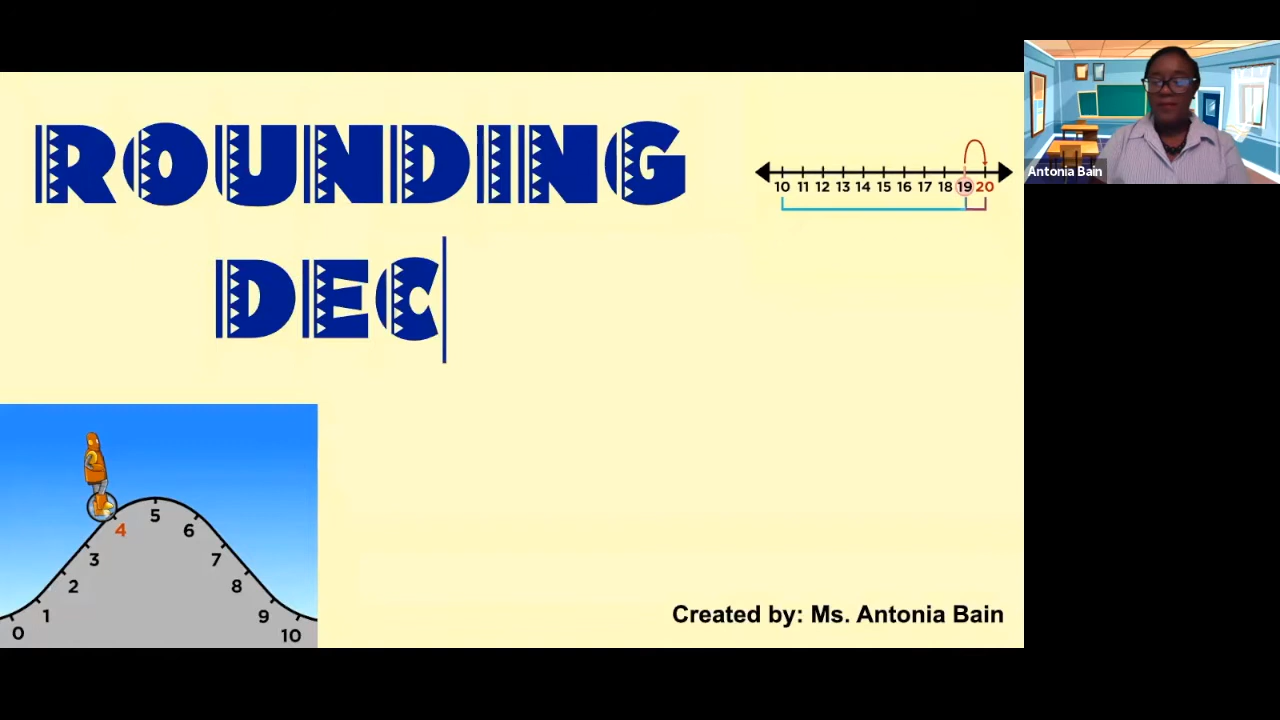 ROUNDING
DEC
10 11 12 13 14 15 16 17 18 19 20
Antonia Bain
0 1 2 3 4 5 6 7 8 9 10
Created by: Ms. Antonia Bain